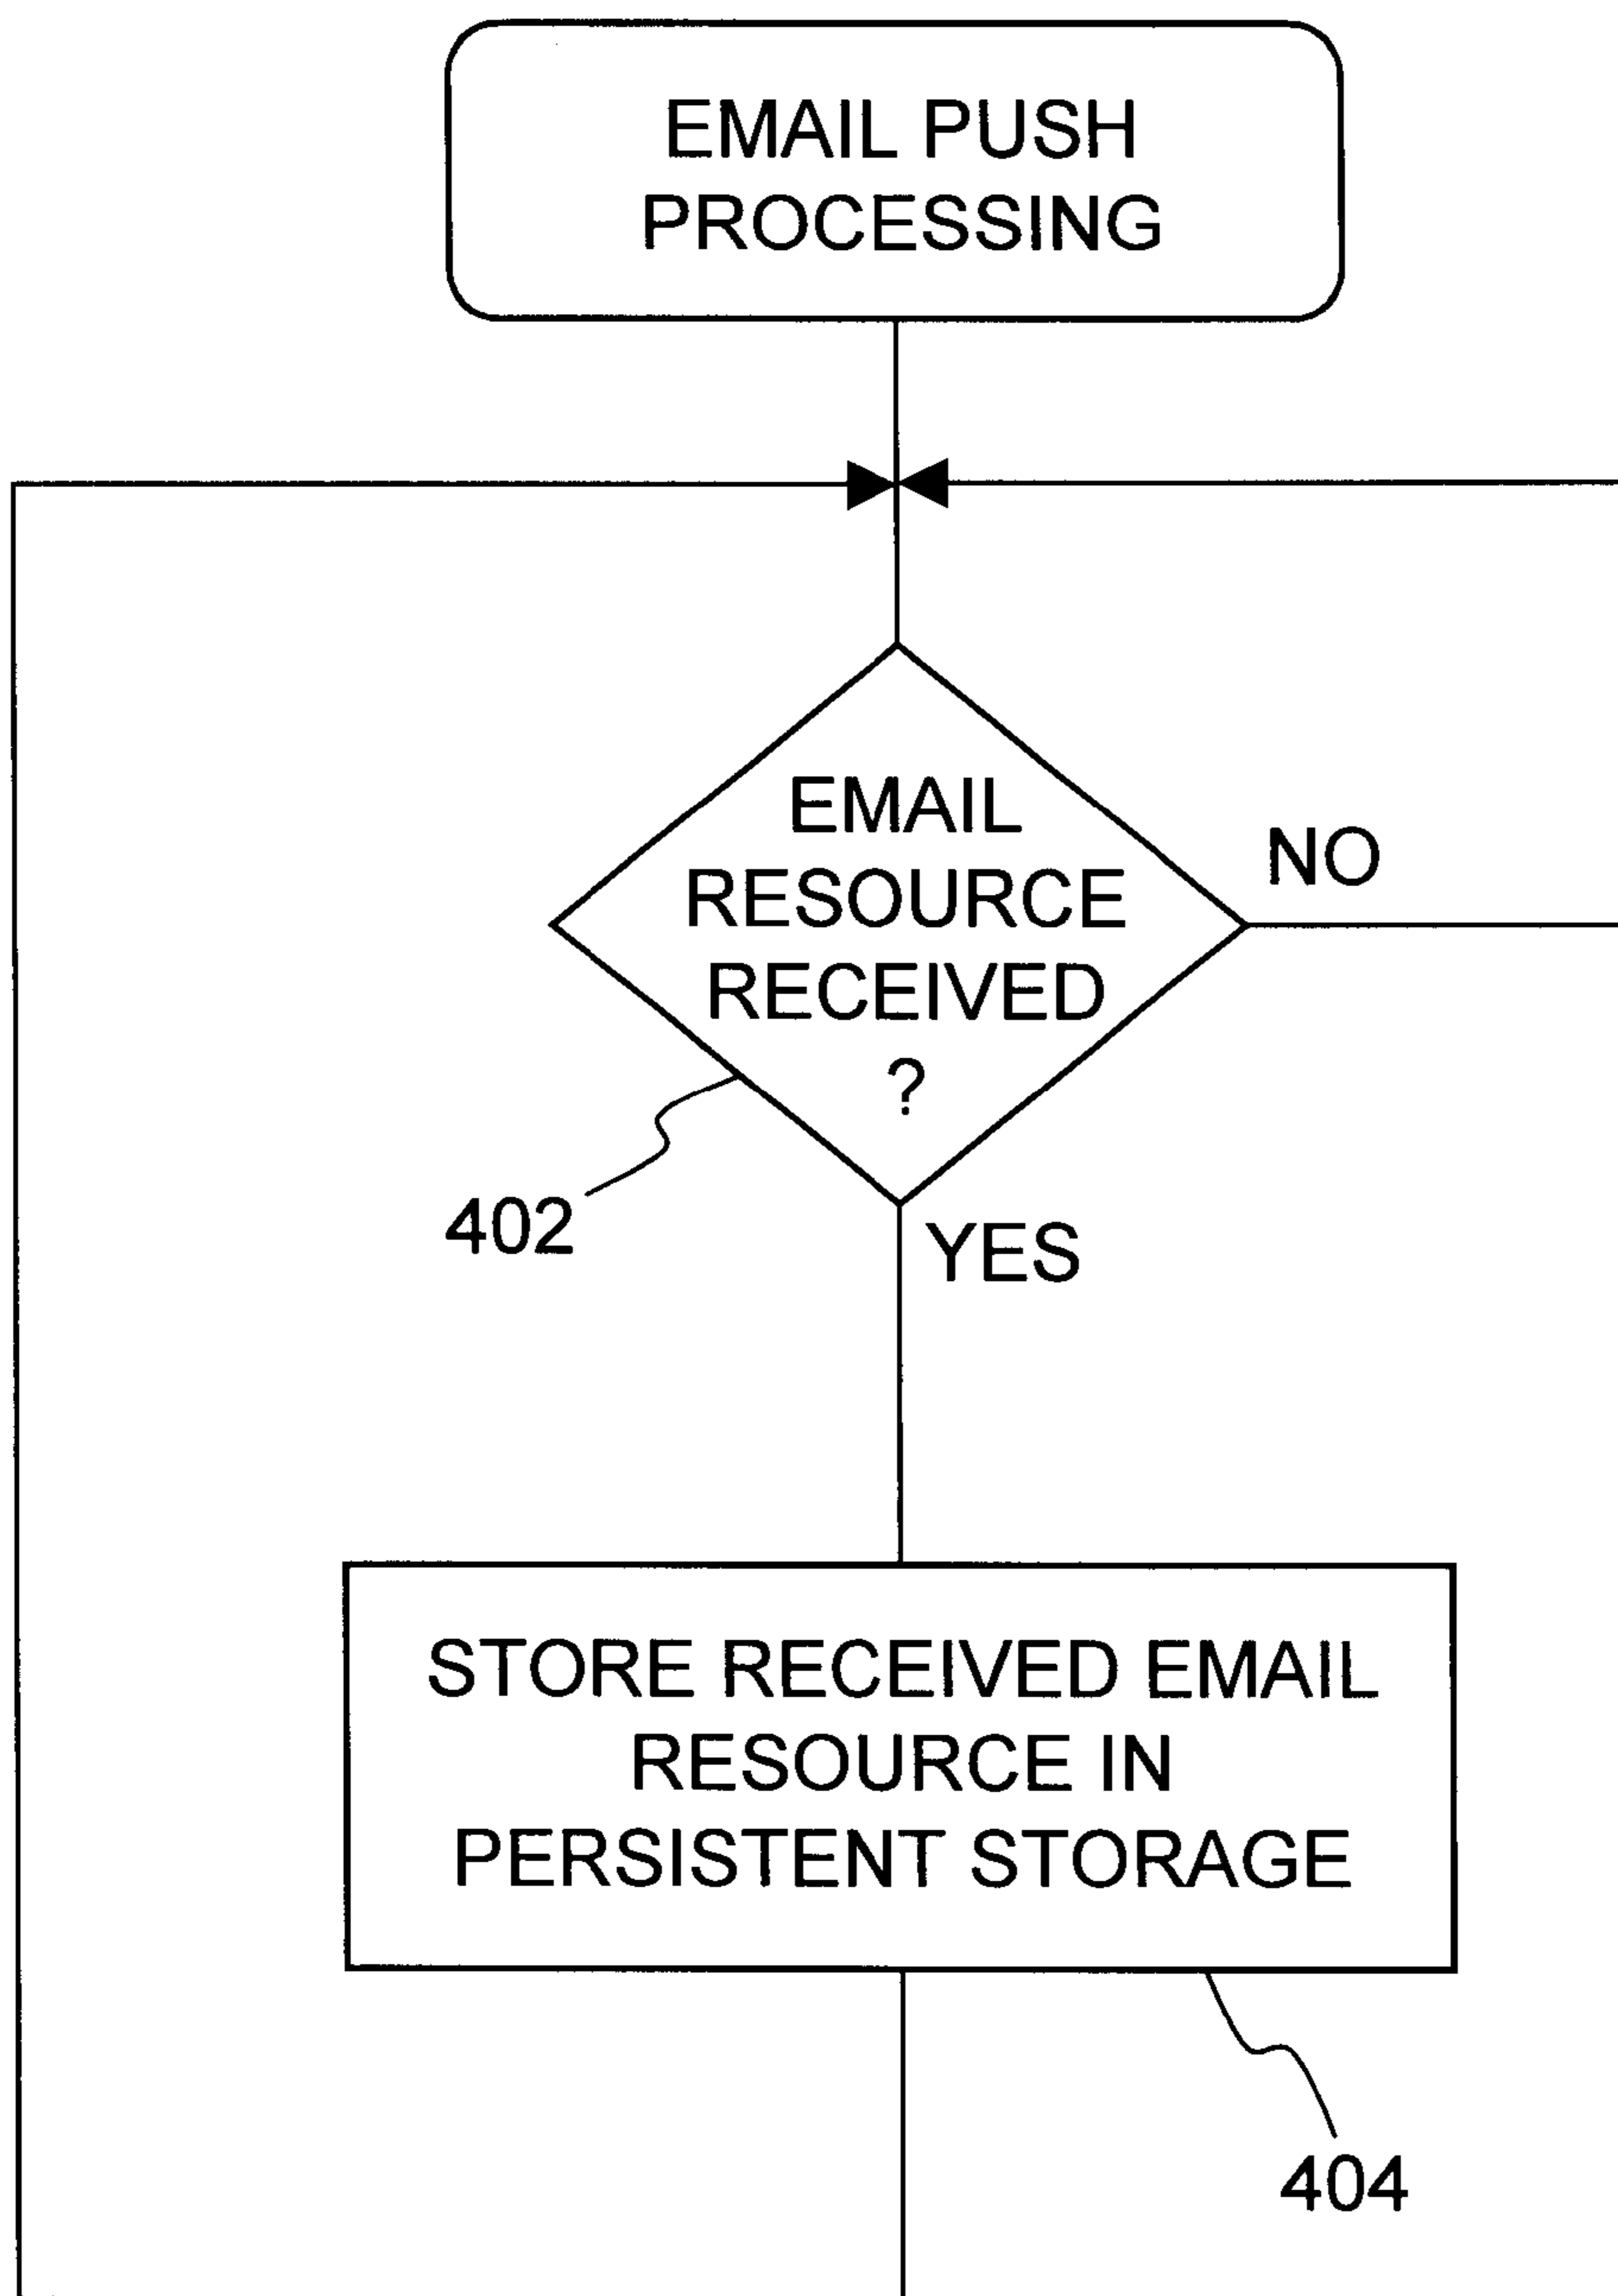 EMAIL PUSH
PROCESSING
EMAIL
RESOURCE
RECEIVED
?
NO
402
YES
STORE RECEIVED EMAIL
RESOURCE IN
PERSISTENT STORAGE
404